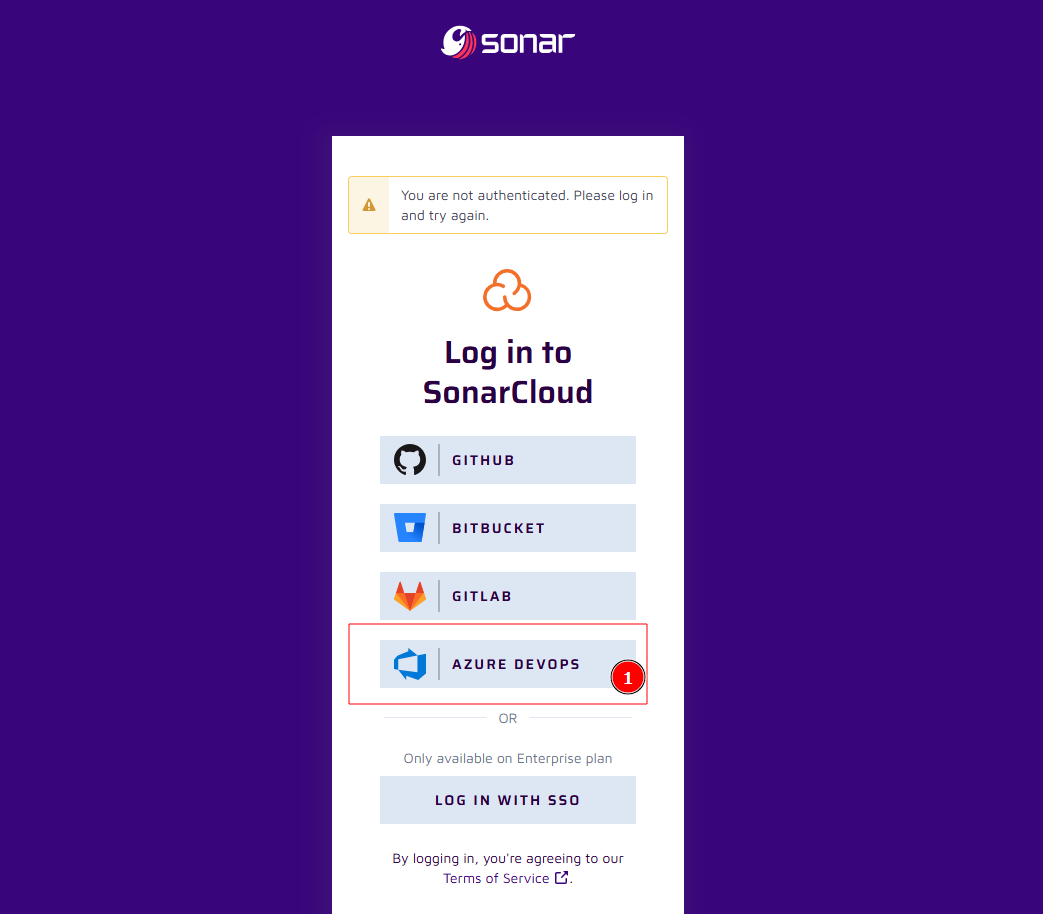 sonar
You are not authenticated. Please log in
and try again.
Log in to
SonarCloud
GITHUB
BITBUCKET
GITLAB
AZURE DEVOPS
1
OR
Only available on Enterprise plan
LOG IN WITH SSO
By logging in, you're agreeing to our
Terms of Service.